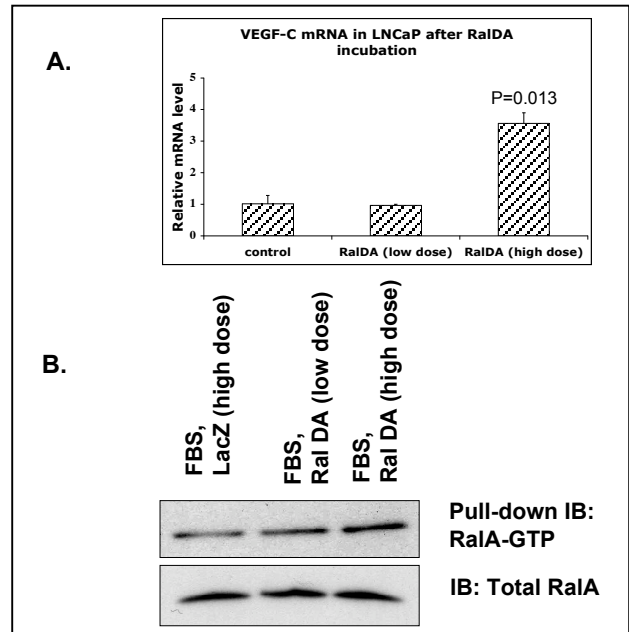 A.
VEGF-C mRNA in LNCaP after RalDA
incubation
Relative mRNA level
5
4
3
2
1
0
P=0.013
control
RalDA (low dose)
RalDA (high dose)
B.
FBS,
LacZ (high dose)
FBS,
Ral DA (low dose)
FBS,
Ral DA (high dose)
Pull-down IB:
RalA-GTP
IB: Total RalA